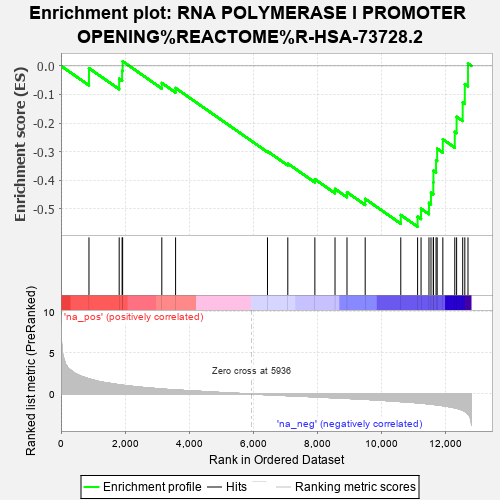 Enrichment plot: RNA POLYMERASE I PROMOTER
OPENING%REACTOME%R-HSA-73728.2
Enrichment score (ES)
0.0
-0.1
-0.2
-0.3
-0.4
-0.5
'na_pos' (positively correlated)
Ranked list metric (PreRanked)
10
5
0
Zero cross at 5936
'na_neg' (negatively correlated)
0
2,000
4,000
6,000
8,000
10,000
12,000
Rank in Ordered Dataset
Enrichment profile
Hits
Ranking metric scores